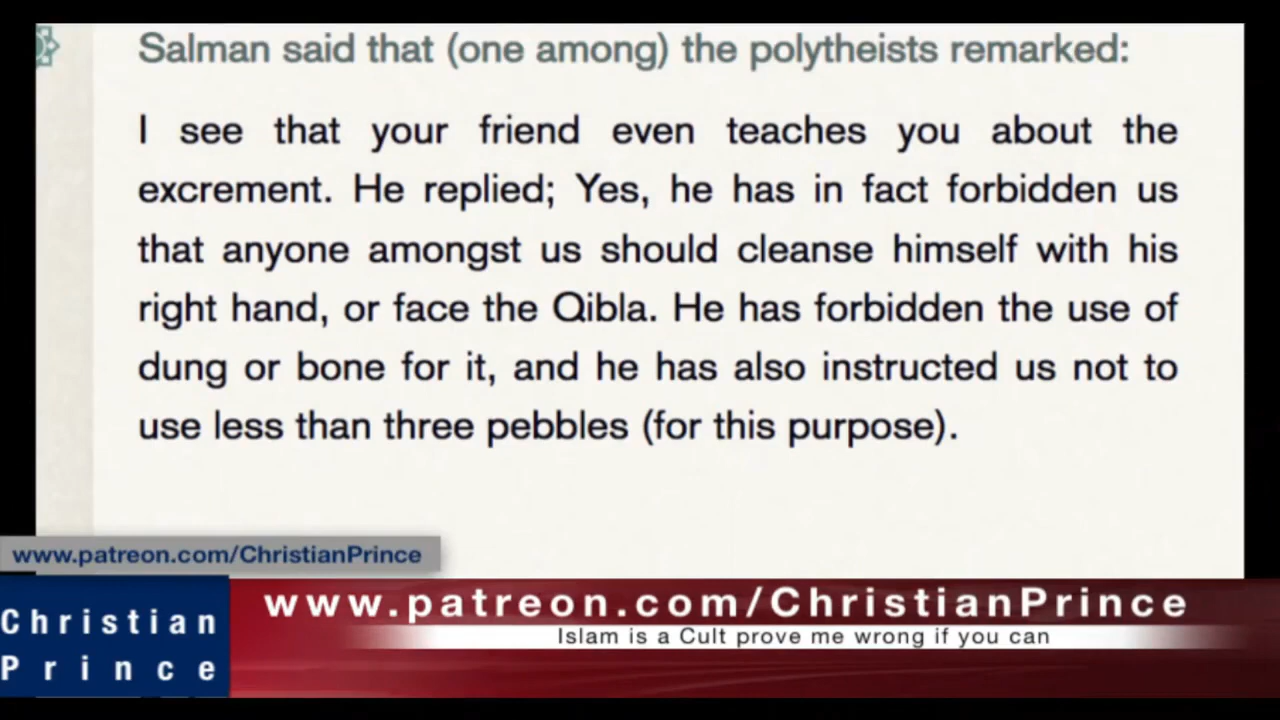 Salman said that (one among) the polytheists remarked:
I see that your friend even teaches you about the
excrement. He replied; Yes, he has in fact forbidden us
that anyone amongst us should cleanse himself with his
right hand, or face the Qibla. He has forbidden the use of
dung or bone for it, and he has also instructed us not to
use less than three pebbles (for this purpose).
www.patreon.com/ChristianPrince
www.patreon.com/ChristianPrince
Islam is a Cult prove me wrong if you can
Christian
Prince